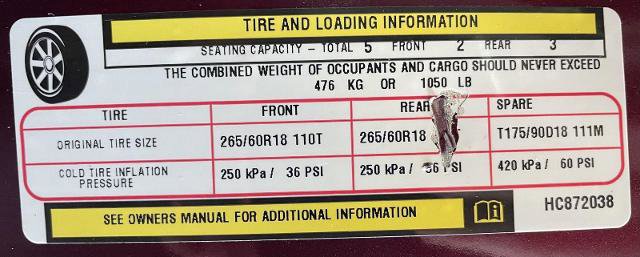 TIRE AND LOADING INFORMATION
SEATING CAPACITY - TOTAL 5 FRONT 2 REAR 3
THE COMBINED WEIGHT OF OCCUPANTS AND CARGO SHOULD NEVER EXCEED
476 KG OR 1050 LB
TIRE FRONT REAR SPARE
ORIGINAL TIRE SIZE 265/60R18 110T 265/60R18 T175/90D18 111M
COLD TIRE INFLATION PRESSURE 250 kPa / 36 PSI 250 kPa / 36 PSI 420 kPa / 60 PSI
SEE OWNERS MANUAL FOR ADDITIONAL INFORMATION
HC872038